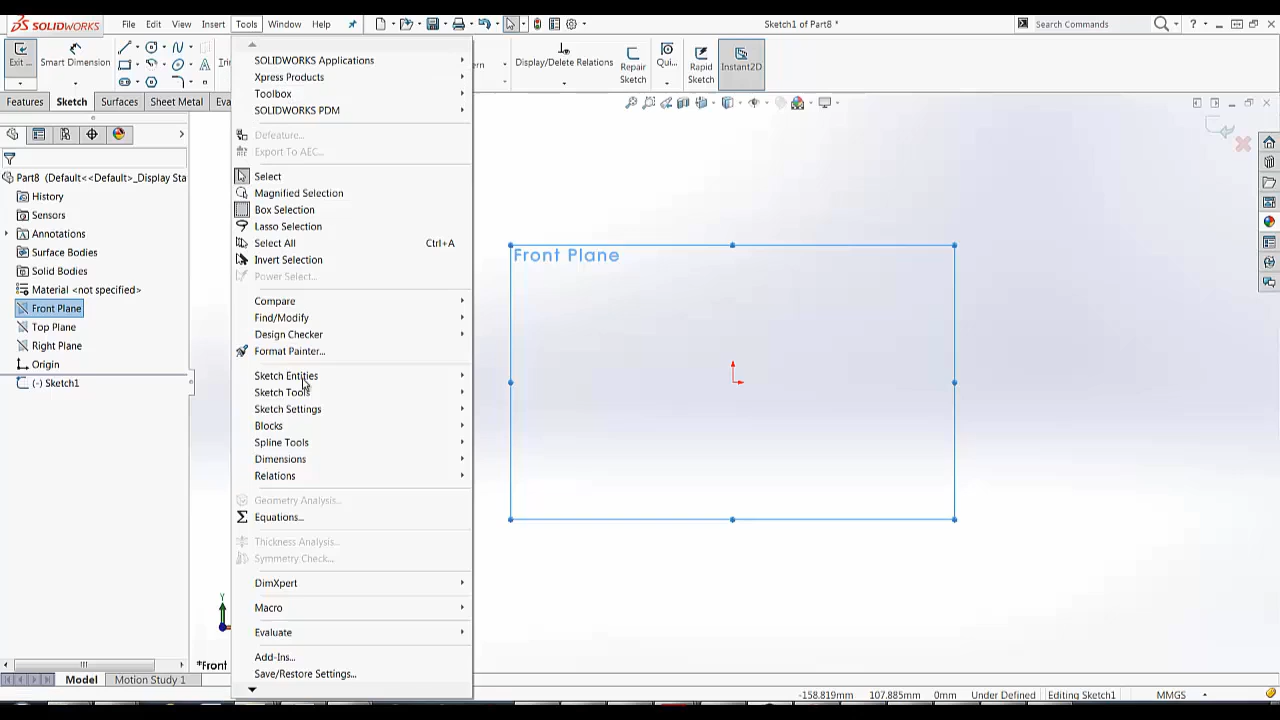 SOLIDWORKS File Edit View Insert Tools Window Help Sketch1 of Part8 * Search Commands
Exit ... Smart Dimension Display/Delete Relations Repair Sketch Qui... Rapid Sketch Instant2D
Features Sketch Surfaces Sheet Metal Eva
SOLIDWORKS Applications
Xpress Products
Toolbox
SOLIDWORKS PDM
Defeature...
Export To AEC...
Select
Magnified Selection
Box Selection
Lasso Selection
Select All Ctrl+A
Invert Selection
Power Select...
Compare
Find/Modify
Design Checker
Format Painter...
Sketch Entities
Sketch Tools
Sketch Settings
Blocks
Spline Tools
Dimensions
Relations
Geometry Analysis...
Equations...
Thickness Analysis...
Symmetry Check...
DimXpert
Macro
Evaluate
Add-Ins...
Save/Restore Settings...
Part8 (Default<<Default>_Display Sta
History
Sensors
Annotations
Surface Bodies
Solid Bodies
Material <not specified>
Front Plane
Top Plane
Right Plane
Origin
(-) Sketch1
Front Plane
Y
*Front
Model Motion Study 1
-158.819mm 107.885mm 0mm Under Defined Editing Sketch1 MMGS